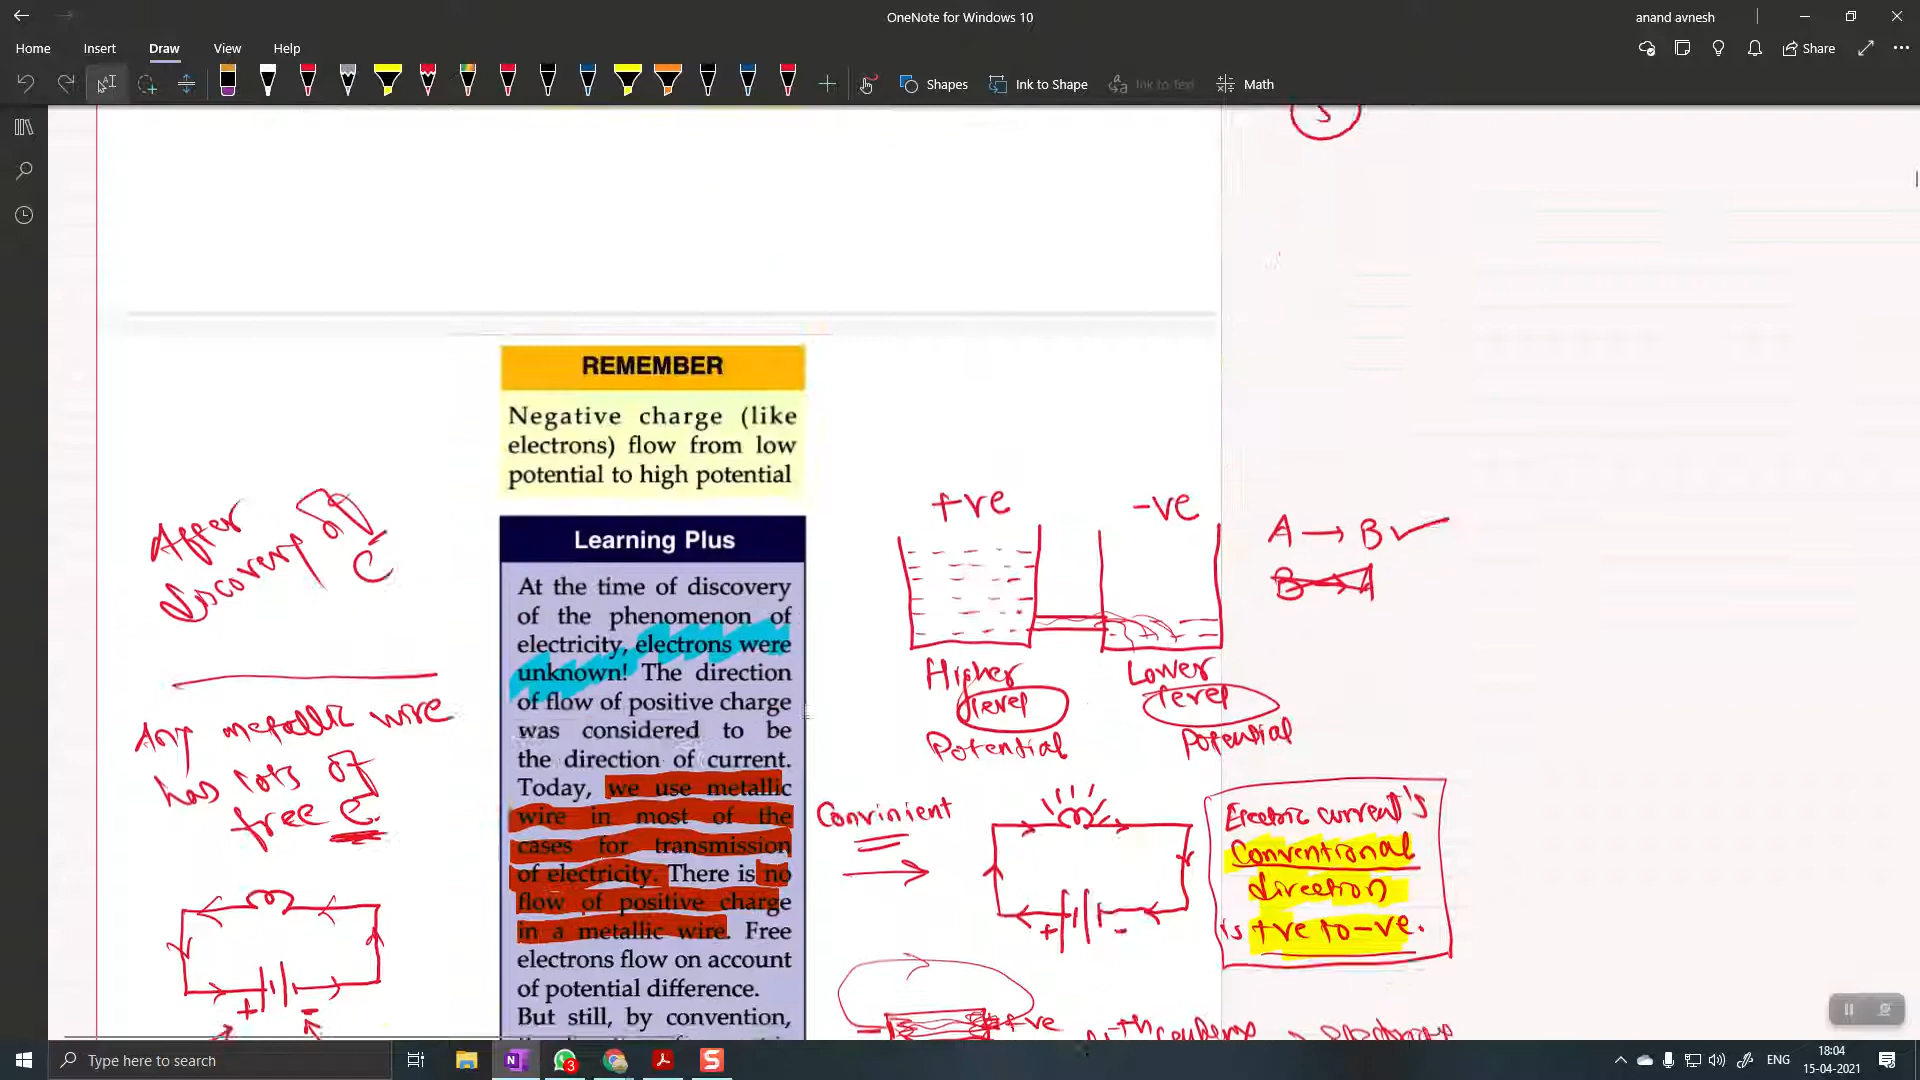 OneNote for Windows 10
anand avnesh
Home
Insert
Draw
View
Help
Share
Shapes
Ink to Shape
Ink to Text
Math
REMEMBER
Negative charge (like
electrons) flow from low
potential to high potential
After
discovery of
e
Learning Plus
At the time of discovery
of the phenomenon of
electricity, electrons were
unknown! The direction
of flow of positive charge
was considered to be
the direction of current.
Today, we use metallic
wire in most of the
cases for transmission
of electricity. There is no
flow of positive charge
in a metallic wire. Free
electrons flow on account
of potential difference.
But still, by convention,
Any metallic wire
has lots of
free e.
+
-
+ve
-ve
A → B
B → A
Higher
level
Potential
Lower
level
Potential
Convinient
+
-
Electric current's
Conventional
direction
is +ve to -ve.
+ve
Type here to search
3
ENG
18:04
15-04-2021